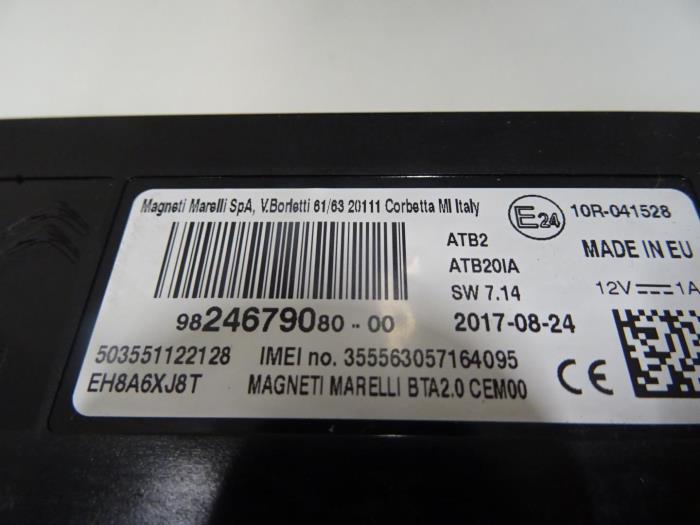 Magneti Marelli SpA, V.Borletti 61/63 20111 Corbetta MI Italy
E24
10R-041528
ATB2
MADE IN EU
ATB20IA
SW 7.14
12V 1A
9824679080-00
2017-08-24
503551122128
IMEI no. 355563057164095
CE
EH8A6XJ8T
MAGNETI MARELLI BTA2.0 CEM00